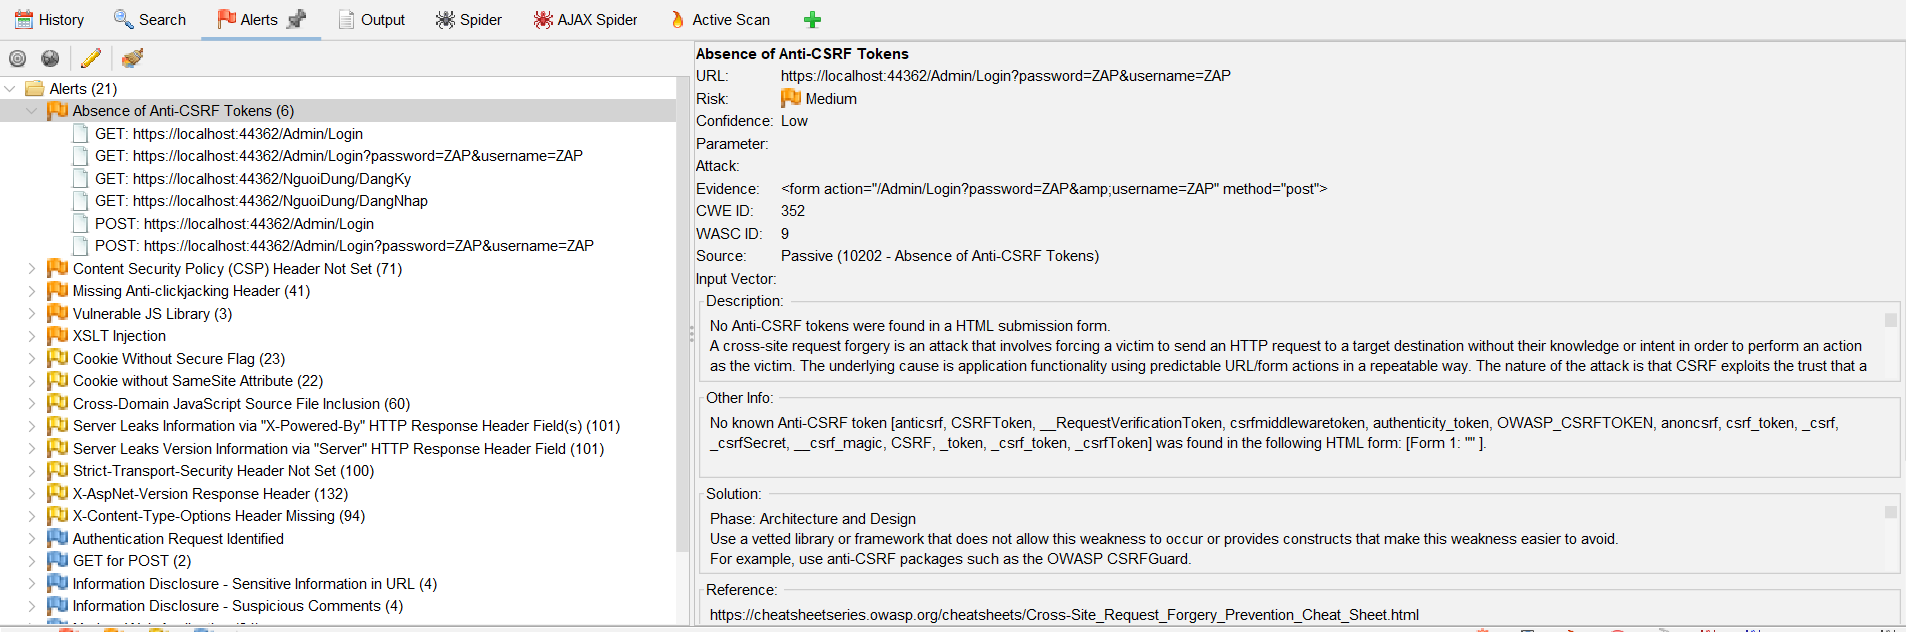 History Search Alerts Output Spider AJAX Spider Active Scan
Alerts (21)
Absence of Anti-CSRF Tokens (6)
GET: https://localhost:44362/Admin/Login
GET: https://localhost:44362/Admin/Login?password=ZAP&username=ZAP
GET: https://localhost:44362/NguoiDung/DangKy
GET: https://localhost:44362/NguoiDung/DangNhap
POST: https://localhost:44362/Admin/Login
POST: https://localhost:44362/Admin/Login?password=ZAP&username=ZAP
Content Security Policy (CSP) Header Not Set (71)
Missing Anti-clickjacking Header (41)
Vulnerable JS Library (3)
XSLT Injection
Cookie Without Secure Flag (23)
Cookie without SameSite Attribute (22)
Cross-Domain JavaScript Source File Inclusion (60)
Server Leaks Information via "X-Powered-By" HTTP Response Header Field(s) (101)
Server Leaks Version Information via "Server" HTTP Response Header Field (101)
Strict-Transport-Security Header Not Set (100)
X-AspNet-Version Response Header (132)
X-Content-Type-Options Header Missing (94)
Authentication Request Identified
GET for POST (2)
Information Disclosure - Sensitive Information in URL (4)
Information Disclosure - Suspicious Comments (4)
Absence of Anti-CSRF Tokens
URL: https://localhost:44362/Admin/Login?password=ZAP&username=ZAP
Risk: Medium
Confidence: Low
Parameter:
Attack:
Evidence: <form action="/Admin/Login?password=ZAP&amp;username=ZAP" method="post">
CWE ID: 352
WASC ID: 9
Source: Passive (10202 - Absence of Anti-CSRF Tokens)
Input Vector:
Description:
No Anti-CSRF tokens were found in a HTML submission form.
A cross-site request forgery is an attack that involves forcing a victim to send an HTTP request to a target destination without their knowledge or intent in order to perform an action
as the victim. The underlying cause is application functionality using predictable URL/form actions in a repeatable way. The nature of the attack is that CSRF exploits the trust that a
Other Info:
No known Anti-CSRF token [anticsrf, CSRFToken, __RequestVerificationToken, csrfmiddlewaretoken, authenticity_token, OWASP_CSRFTOKEN, anoncsrf, csrf_token, _csrf,
_csrfSecret, __csrf_magic, CSRF, _token, _csrf_token, _csrfToken] was found in the following HTML form: [Form 1: "" ].
Solution:
Phase: Architecture and Design
Use a vetted library or framework that does not allow this weakness to occur or provides constructs that make this weakness easier to avoid.
For example, use anti-CSRF packages such as the OWASP CSRFGuard.
Reference:
https://cheatsheetseries.owasp.org/cheatsheets/Cross-Site_Request_Forgery_Prevention_Cheat_Sheet.html